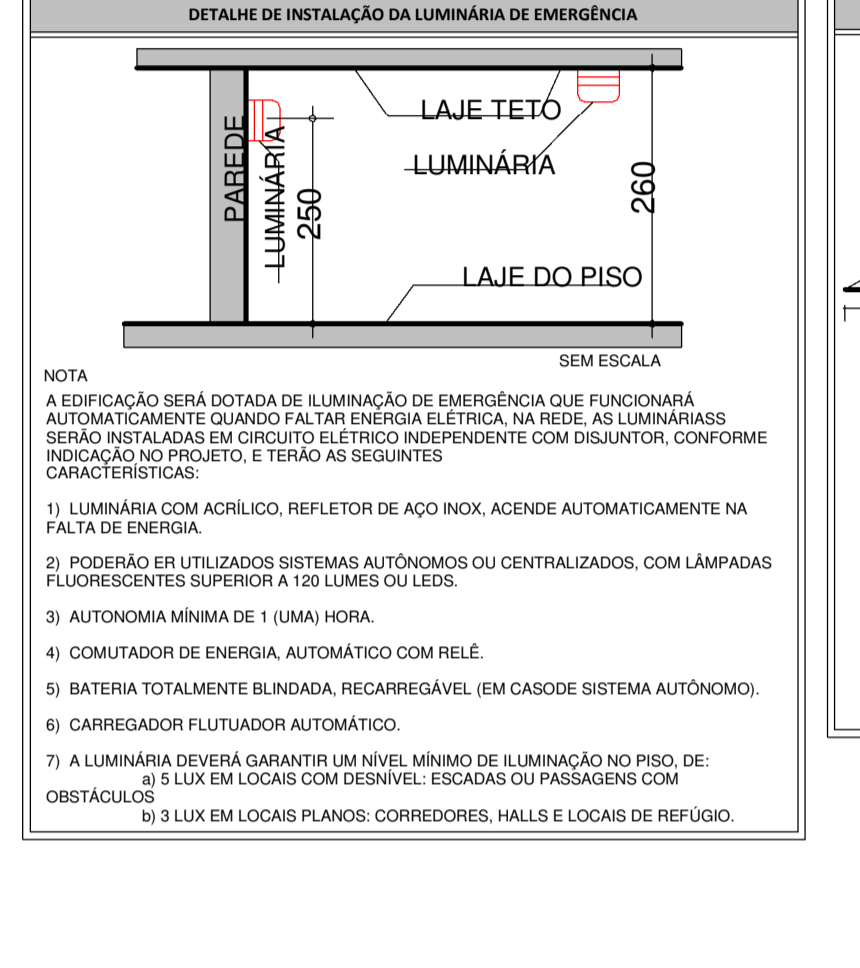 DETALHE DE INSTALAÇÃO DA LUMINÁRIA DE EMERGÊNCIA
LAJE TETO
PAREDE
LUMINÁRIA
LUMINÁRIA
250
260
LAJE DO PISO
SEM ESCALA
NOTA
A EDIFICAÇÃO SERÁ DOTADA DE ILUMINAÇÃO DE EMERGÊNCIA QUE FUNCIONARÁ
AUTOMATICAMENTE QUANDO FALTAR ENERGIA ELÉTRICA, NA REDE, AS LUMINÁRIASS
SERÃO INSTALADAS EM CIRCUITO ELÉTRICO INDEPENDENTE COM DISJUNTOR, CONFORME
INDICAÇÃO NO PROJETO, E TERÃO AS SEGUINTES
CARACTERÍSTICAS:
1) LUMINÁRIA COM ACRÍLICO, REFLETOR DE AÇO INOX, ACENDE AUTOMATICAMENTE NA
FALTA DE ENERGIA.
2) PODERÃO ER UTILIZADOS SISTEMAS AUTÔNOMOS OU CENTRALIZADOS, COM LÂMPADAS
FLUORESCENTES SUPERIOR A 120 LUMES OU LEDS.
3) AUTONOMIA MÍNIMA DE 1 (UMA) HORA.
4) COMUTADOR DE ENERGIA, AUTOMÁTICO COM RELÊ.
5) BATERIA TOTALMENTE BLINDADA, RECARREGÁVEL (EM CASODE SISTEMA AUTÔNOMO).
6) CARREGADOR FLUTUADOR AUTOMÁTICO.
7) A LUMINÁRIA DEVERÁ GARANTIR UM NÍVEL MÍNIMO DE ILUMINAÇÃO NO PISO, DE:
a) 5 LUX EM LOCAIS COM DESNÍVEL: ESCADAS OU PASSAGENS COM
OBSTÁCULOS
b) 3 LUX EM LOCAIS PLANOS: CORREDORES, HALLS E LOCAIS DE REFÚGIO.